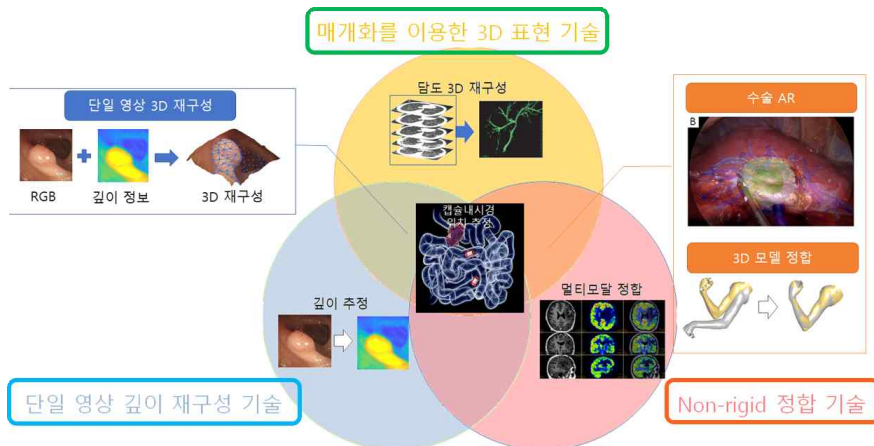 매개화를 이용한 3D 표현 기술
담도 3D 재구성
단일 영상 3D 재구성
RGB
깊이 정보
3D 재구성
수술 AR
B
3D 모델 정합
캡슐내시경
위치 추정
깊이 추정
멀티모달 정합
단일 영상 깊이 재구성 기술
Non-rigid 정합 기술